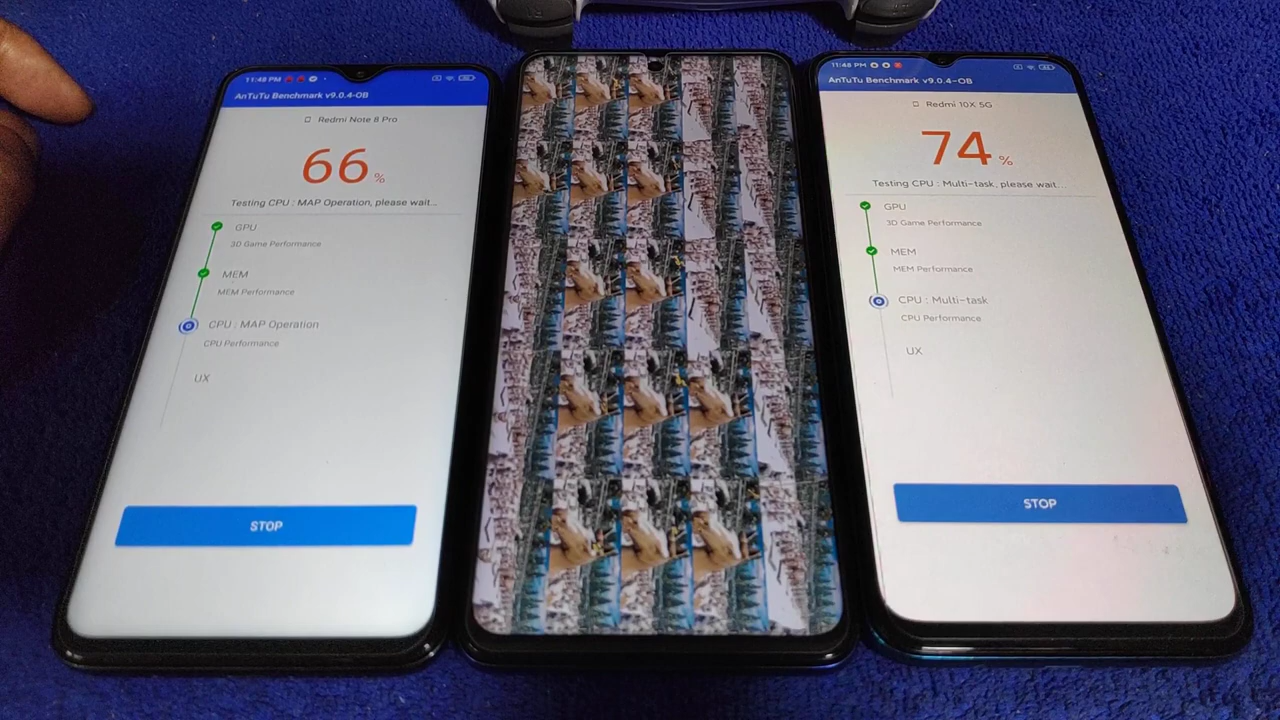 11:48 PM
AnTuTu Benchmark v9.0.4-OB
Redmi Note 8 Pro
66%
Testing CPU : MAP Operation, please wait...
GPU
3D Game Performance
MEM
MEM Performance
CPU : MAP Operation
CPU Performance
UX
STOP
11:48 PM
AnTuTu Benchmark v9.0.4-OB
Redmi 10X 5G
74%
Testing CPU : Multi-task, please wait...
GPU
3D Game Performance
MEM
MEM Performance
CPU : Multi-task
CPU Performance
UX
STOP